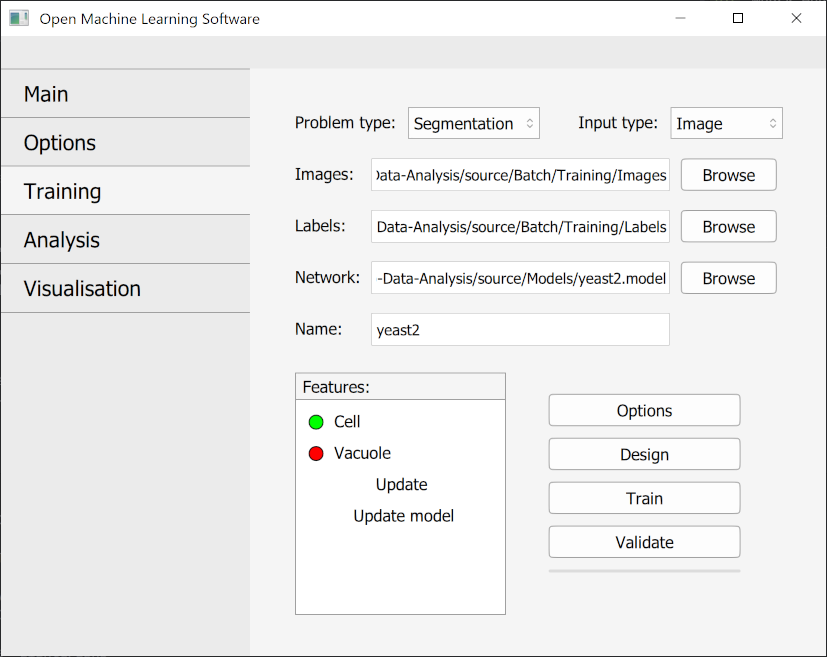 Open Machine Learning Software
Main
Options
Training
Analysis
Visualisation
Problem type: Segmentation Input type: Image
Images: Data-Analysis/source/Batch/Training/Images Browse
Labels: Data-Analysis/source/Batch/Training/Labels Browse
Network: -Data-Analysis/source/Models/yeast2.model Browse
Name: yeast2
Features:
Cell
Vacuole
Update
Update model
Options
Design
Train
Validate